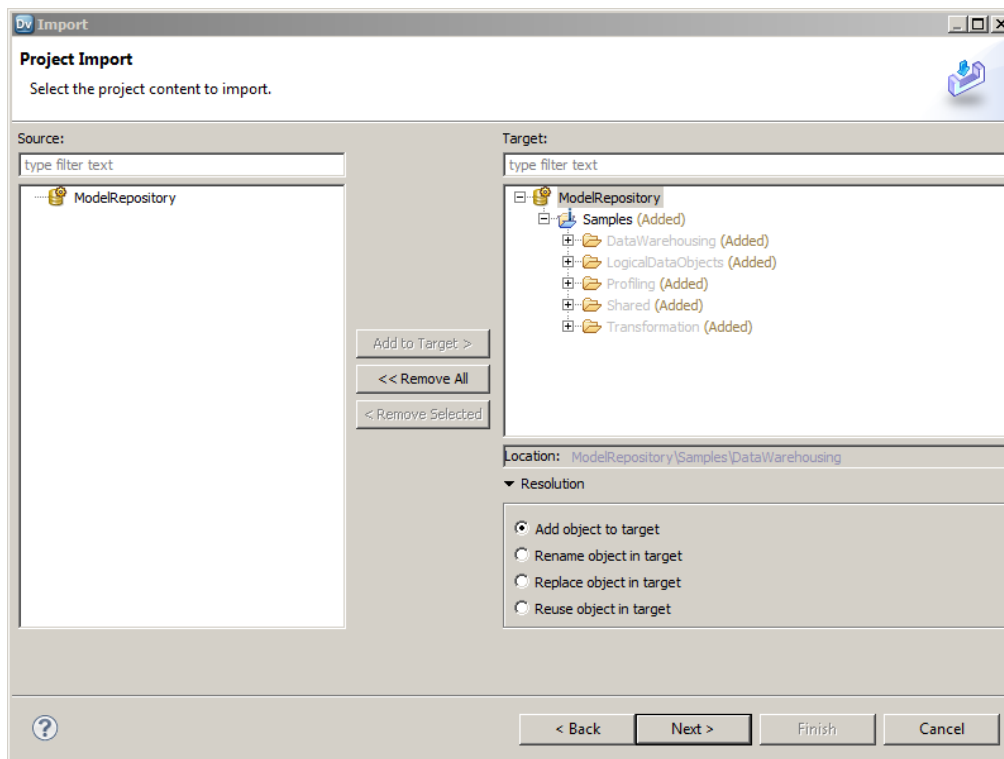 Dv Import
Project Import
Select the project content to import.
Source:
type filter text
ModelRepository
Add to Target >
<< Remove All
< Remove Selected
Target:
type filter text
ModelRepository
Samples (Added)
DataWarehousing (Added)
LogicalDataObjects (Added)
Profiling (Added)
Shared (Added)
Transformation (Added)
Location: ModelRepository\Samples\DataWarehousing
Resolution
Add object to target
Rename object in target
Replace object in target
Reuse object in target
?
< Back
Next >
Finish
Cancel